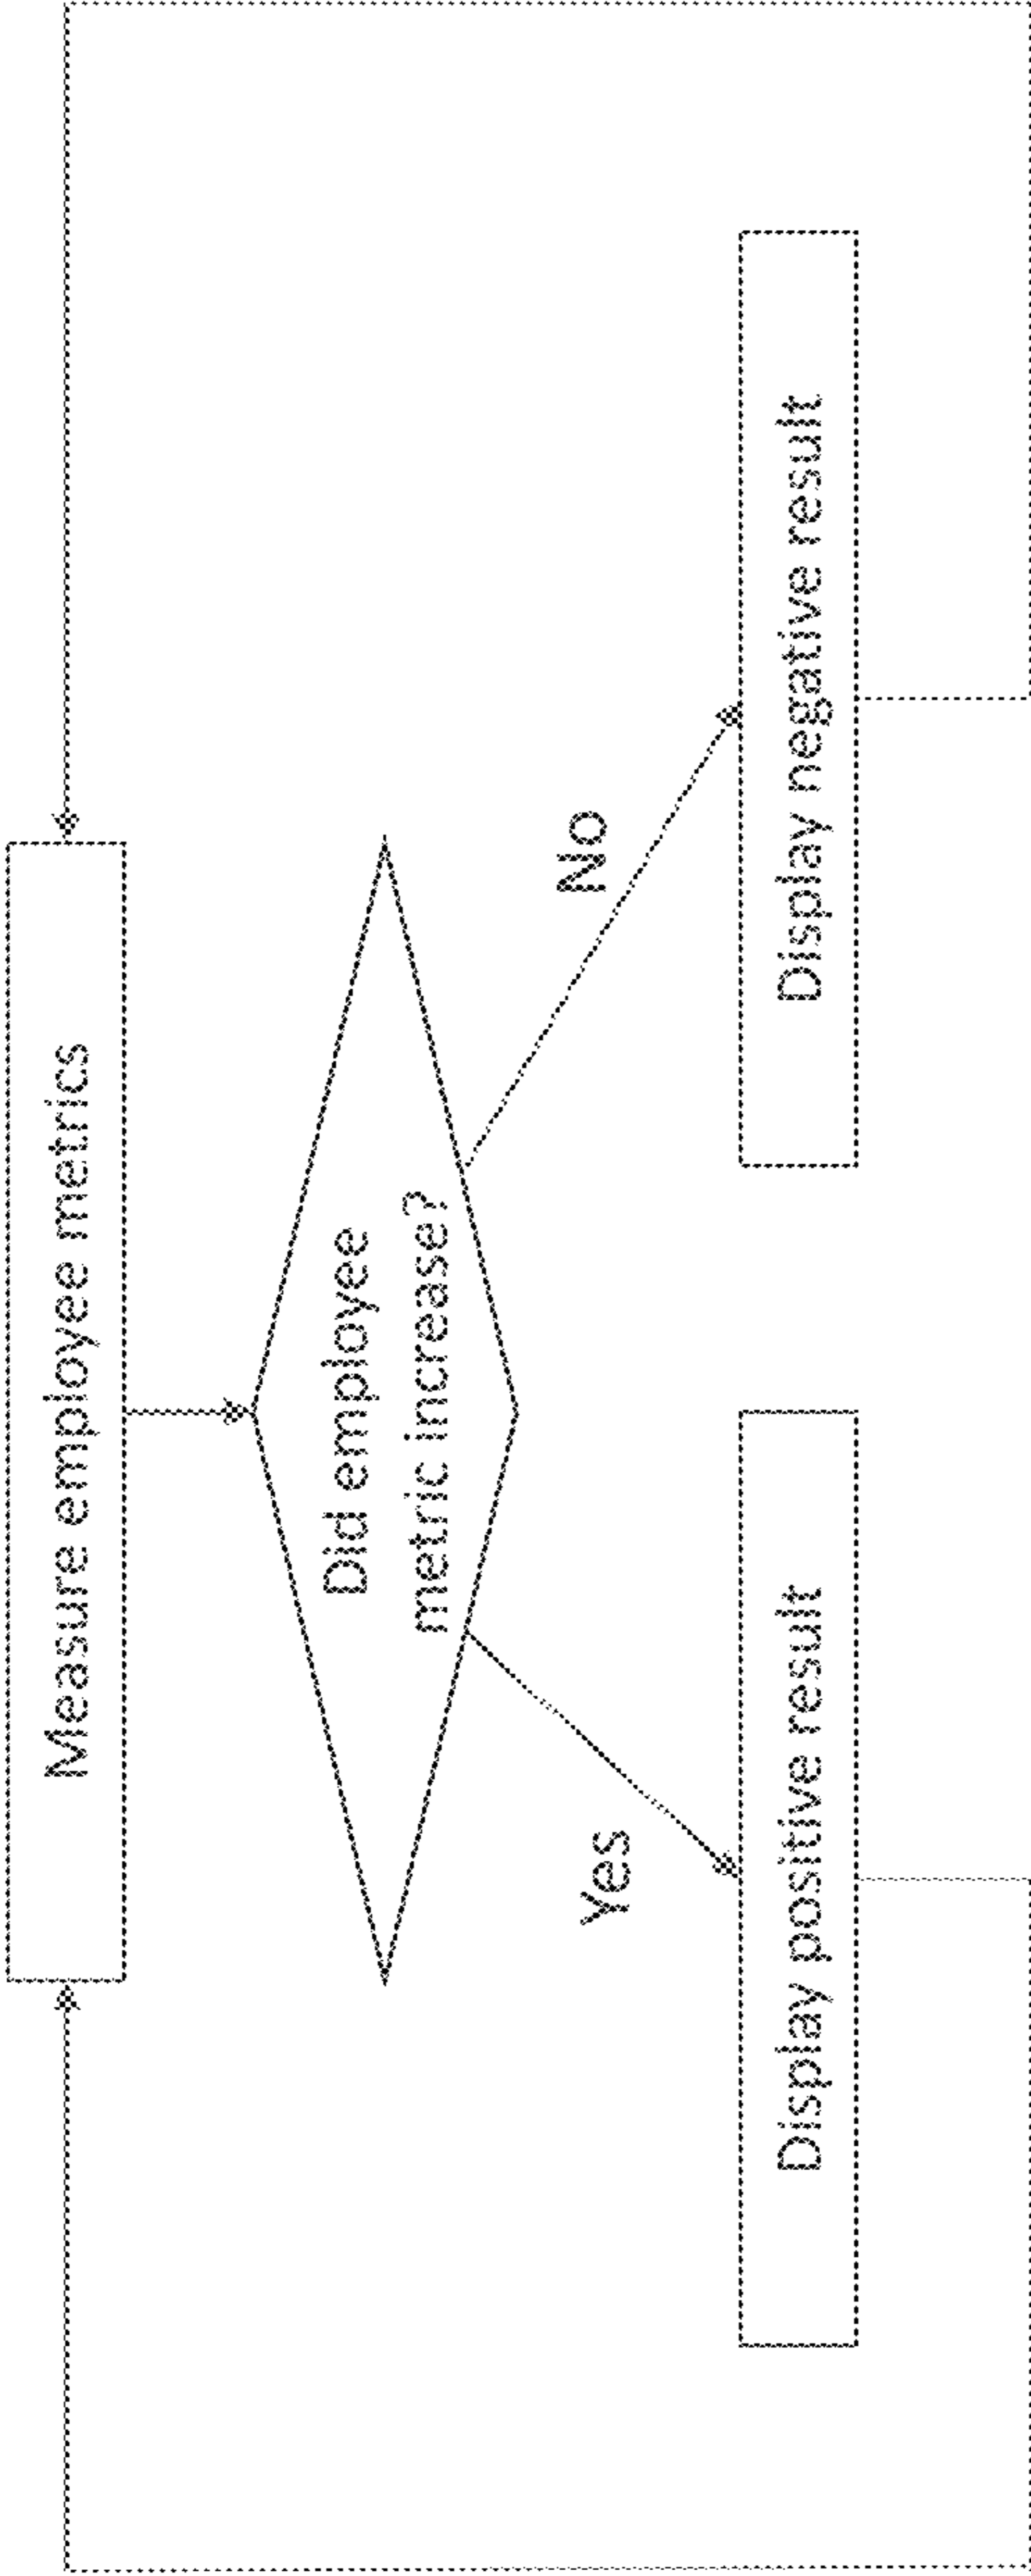 Measure employee metrics
Did employee
metric increase?
Yes
No
Display positive result
Display negative result